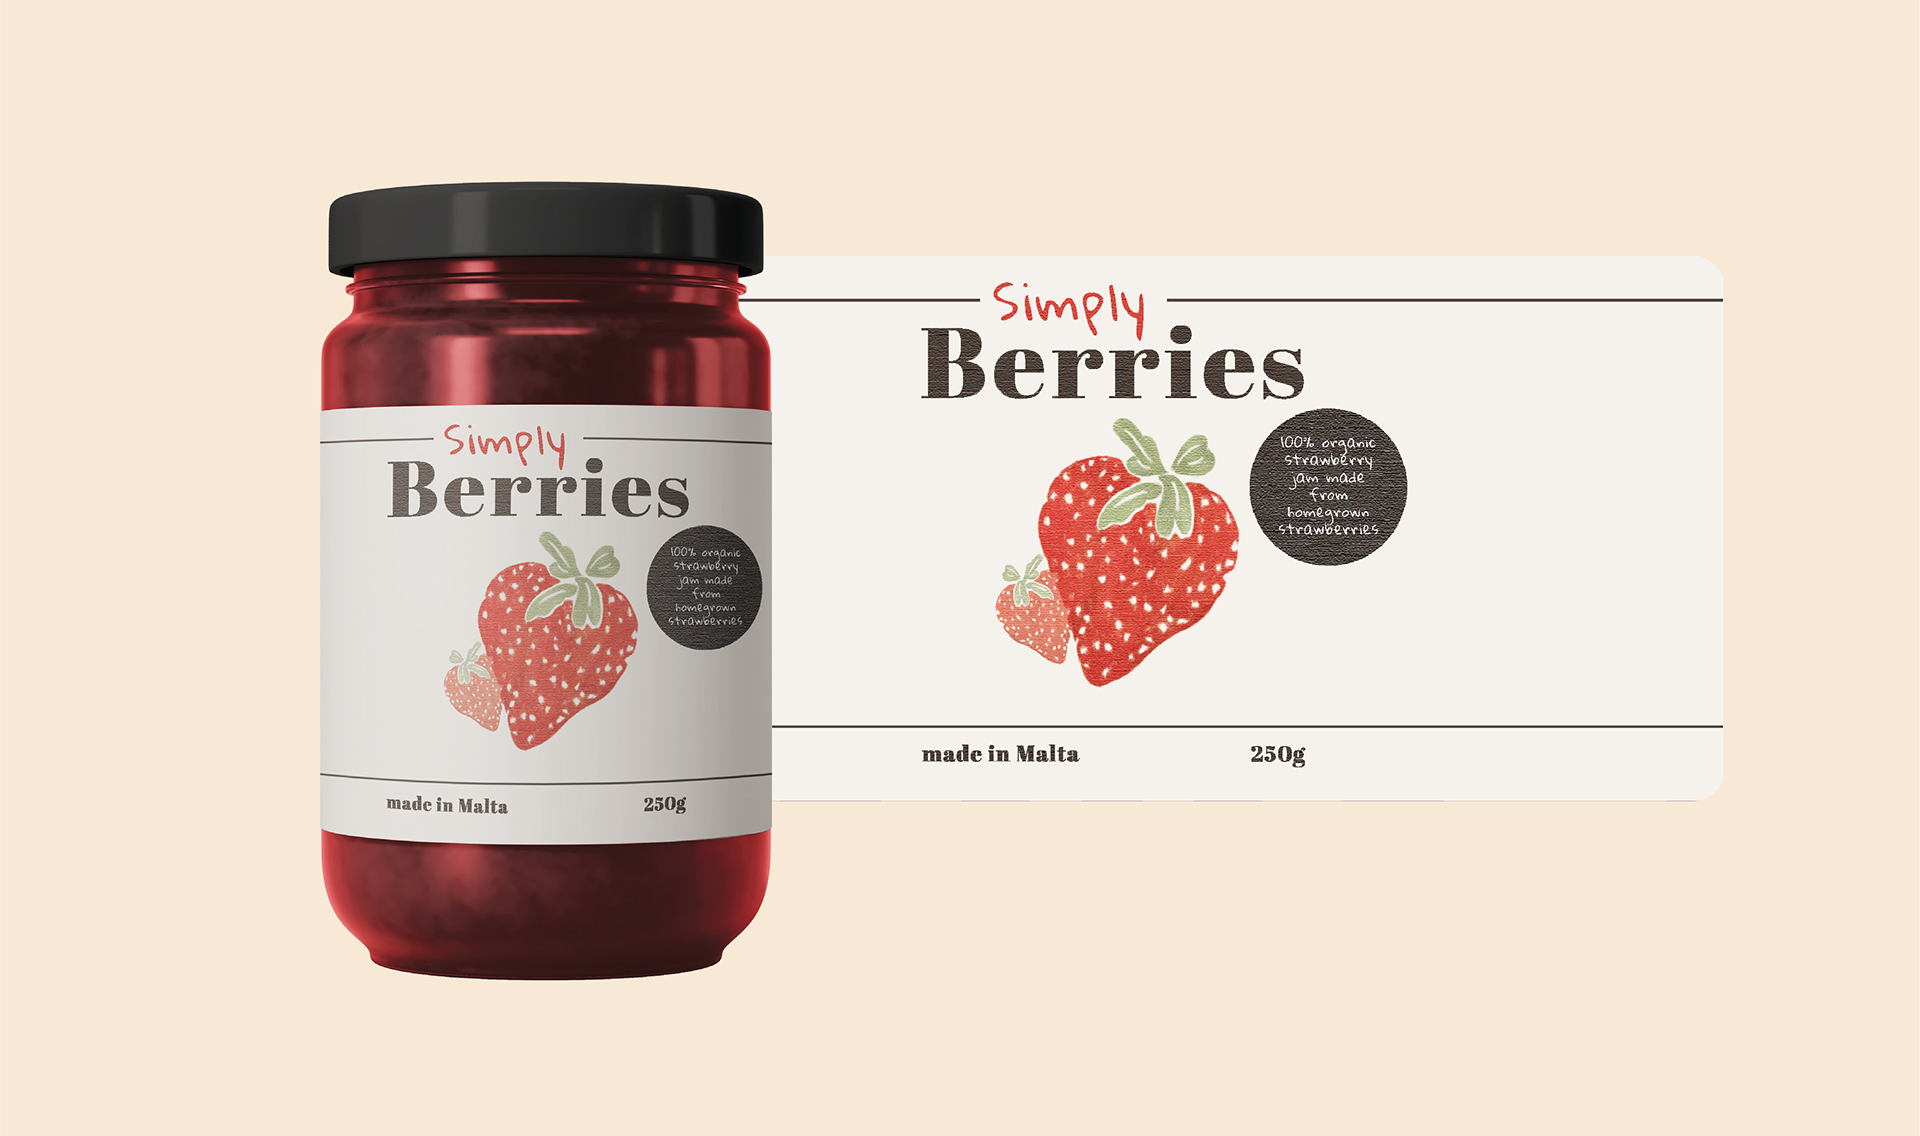 Simply
Berries
100% organic
strawberry
jam made
from
homegrown
strawberries
made in Malta
250g
Simply
Berries
100% organic
strawberry
jam made
from
homegrown
strawberries
made in Malta
250g